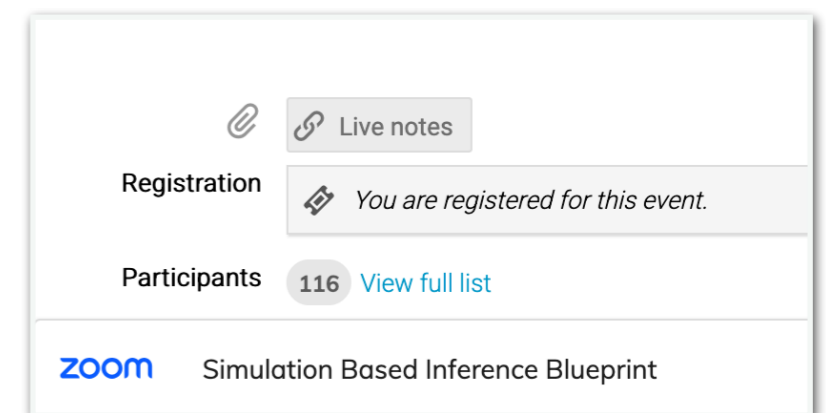 Live notes
Registration
You are registered for this event.
Participants
116 View full list
zoom Simulation Based Inference Blueprint